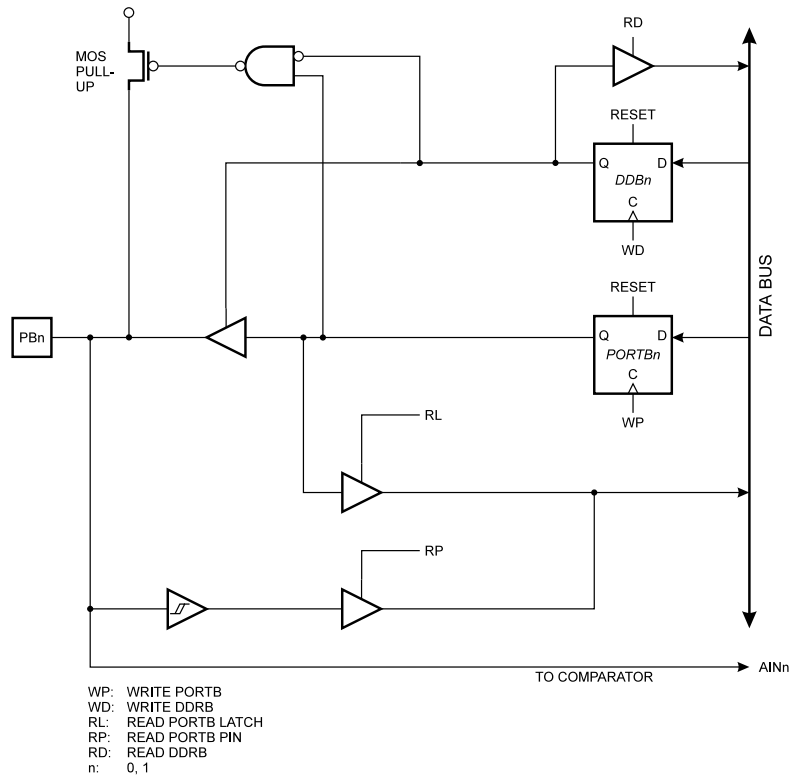 RD
MOS
PULL-
UP
RESET
Q
D
DDBn
C
WD
RESET
DATA BUS
PBn
Q
D
PORTBn
C
WP
RL
RP
TO COMPARATOR
AINn
WP: WRITE PORTB
WD: WRITE DDRB
RL: READ PORTB LATCH
RP: READ PORTB PIN
RD: READ DDRB
n: 0, 1